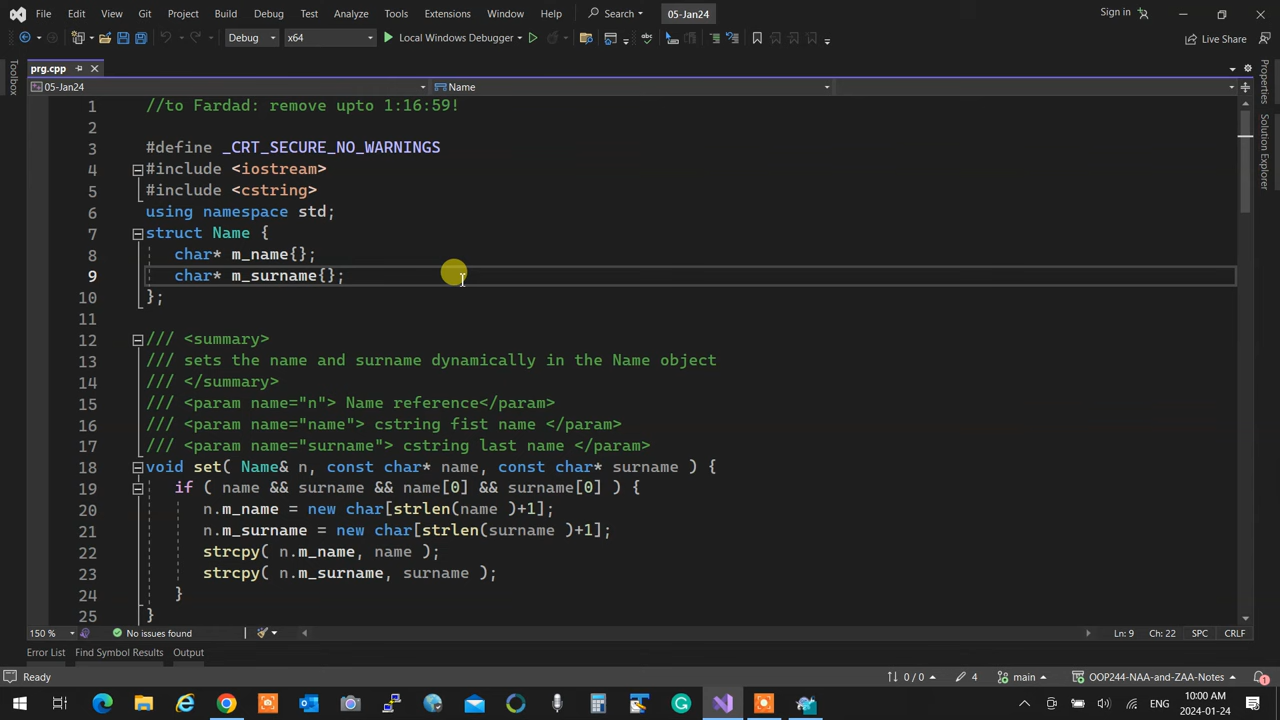 File Edit View Git Project Build Debug Test Analyze Tools Extensions Window Help Search 05-Jan24 Sign in
Debug x64 Local Windows Debugger Live Share
Toolbox
prg.cpp
05-Jan24 Name
1 //to Fardad: remove upto 1:16:59!
2
3 #define _CRT_SECURE_NO_WARNINGS
4 #include <iostream>
5 #include <cstring>
6 using namespace std;
7 struct Name {
8 char* m_name{};
9 char* m_surname{};
10 };
11
12 /// <summary>
13 /// sets the name and surname dynamically in the Name object
14 /// </summary>
15 /// <param name="n"> Name reference</param>
16 /// <param name="name"> cstring fist name </param>
17 /// <param name="surname"> cstring last name </param>
18 void set( Name& n, const char* name, const char* surname ) {
19 if ( name && surname && name[0] && surname[0] ) {
20 n.m_name = new char[strlen(name )+1];
21 n.m_surname = new char[strlen(surname )+1];
22 strcpy( n.m_name, name );
23 strcpy( n.m_surname, surname );
24 }
25 }
Properties
Solution Explorer
150 % No issues found Ln: 9 Ch: 22 SPC CRLF
Error List Find Symbol Results Output
Ready 0 / 0 4 main OOP244-NAA-and-ZAA-Notes 1
ENG 10:00 AM 2024-01-24